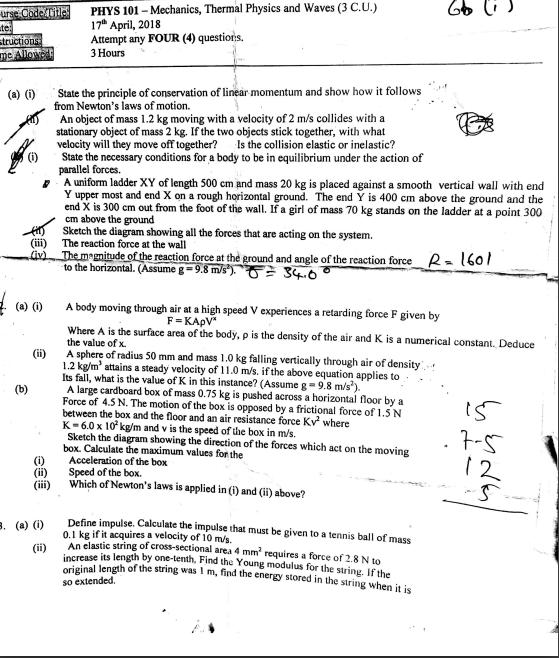 Gb (i)
urse Code/Title: PHYS 101 – Mechanics, Thermal Physics and Waves (3 C.U.)
te: 17th April, 2018
structions: Attempt any FOUR (4) questions.
me Allowed: 3 Hours
(a) (i) State the principle of conservation of linear momentum and show how it follows
from Newton's laws of motion.
(ii) An object of mass 1.2 kg moving with a velocity of 2 m/s collides with a
stationary object of mass 2 kg. If the two objects stick together, with what
velocity will they move off together? Is the collision elastic or inelastic?
(i) State the necessary conditions for a body to be in equilibrium under the action of
parallel forces.
A uniform ladder XY of length 500 cm and mass 20 kg is placed against a smooth vertical wall with end
Y upper most and end X on a rough horizontal ground. The end Y is 400 cm above the ground and the
end X is 300 cm out from the foot of the wall. If a girl of mass 70 kg stands on the ladder at a point 300
cm above the ground
(ii) Sketch the diagram showing all the forces that are acting on the system.
(iii) The reaction force at the wall
(iv) The magnitude of the reaction force at the ground and angle of the reaction force R = 1601
to the horizontal. (Assume g = 9.8 m/s²). = 34.0°
(a) (i) A body moving through air at a high speed V experiences a retarding force F given by
F = KAρVˣ
Where A is the surface area of the body, ρ is the density of the air and K is a numerical constant. Deduce
the value of x.
(ii) A sphere of radius 50 mm and mass 1.0 kg falling vertically through air of density
1.2 kg/m³ attains a steady velocity of 11.0 m/s. if the above equation applies to
Its fall, what is the value of K in this instance? (Assume g = 9.8 m/s²).
(b) A large cardboard box of mass 0.75 kg is pushed across a horizontal floor by a
Force of 4.5 N. The motion of the box is opposed by a frictional force of 1.5 N
between the box and the floor and an air resistance force Kv² where
K = 6.0 x 10² kg/m and v is the speed of the box in m/s.
Sketch the diagram showing the direction of the forces which act on the moving
box. Calculate the maximum values for the
(i) Acceleration of the box
(ii) Speed of the box.
(iii) Which of Newton's laws is applied in (i) and (ii) above?
15
7-5
12
5
3. (a) (i) Define impulse. Calculate the impulse that must be given to a tennis ball of mass
0.1 kg if it acquires a velocity of 10 m/s.
(ii) An elastic string of cross-sectional area 4 mm² requires a force of 2.8 N to
increase its length by one-tenth, Find the Young modulus for the string. If the
original length of the string was 1 m, find the energy stored in the string when it is
so extended.